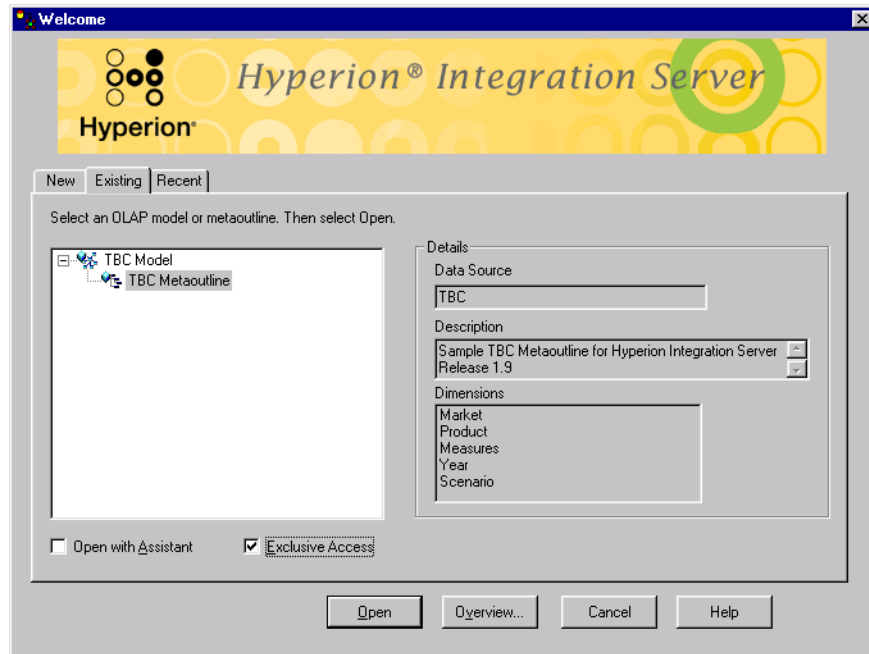 Welcome
Hyperion® Integration Server
Hyperion®
New Existing Recent
Select an OLAP model or metaoutline. Then select Open.
TBC Model
TBC Metaoutline
Details
Data Source
TBC
Description
Sample TBC Metaoutline for Hyperion Integration Server
Release 1.9
Dimensions
Market
Product
Measures
Year
Scenario
Open with Assistant
Exclusive Access
Open Overview... Cancel Help